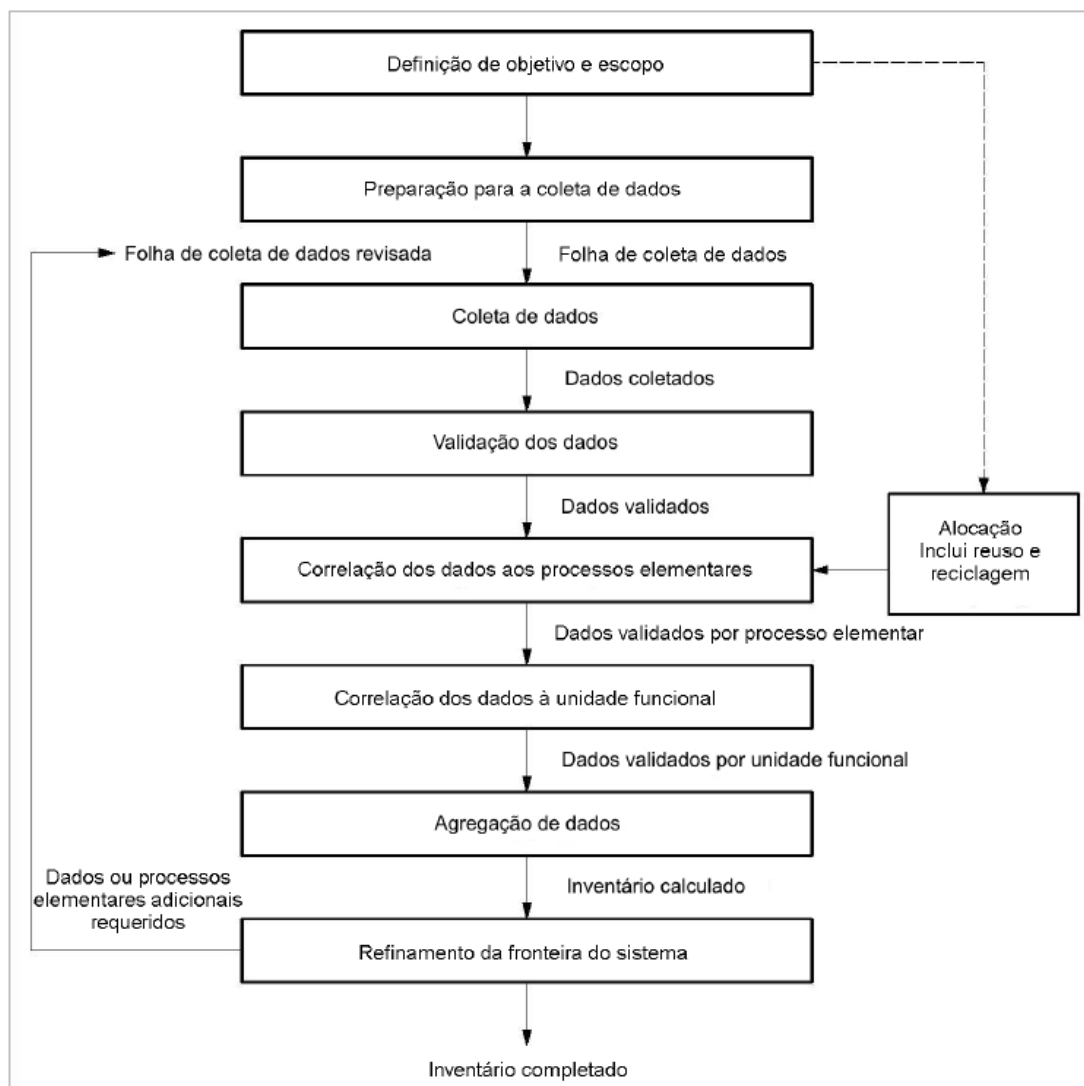 Definição de objetivo e escopo
Preparação para a coleta de dados
Folha de coleta de dados revisada
Folha de coleta de dados
Coleta de dados
Dados coletados
Validação dos dados
Dados validados
Alocação
Inclui reuso e
reciclagem
Correlação dos dados aos processos elementares
Dados validados por processo elementar
Correlação dos dados à unidade funcional
Dados validados por unidade funcional
Agregação de dados
Inventário calculado
Dados ou processos
elementares adicionais
requeridos
Refinamento da fronteira do sistema
Inventário completado